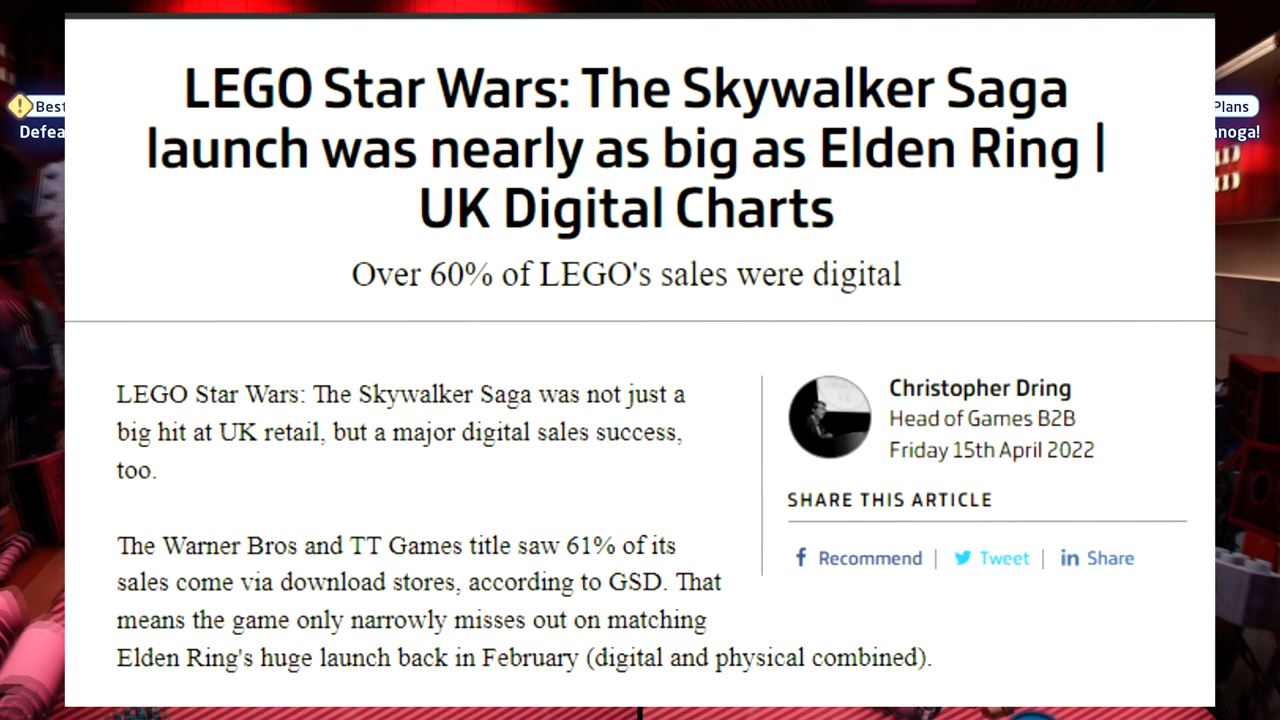 LEGO Star Wars: The Skywalker Saga
launch was nearly as big as Elden Ring |
UK Digital Charts
Over 60% of LEGO's sales were digital
LEGO Star Wars: The Skywalker Saga was not just a
big hit at UK retail, but a major digital sales success,
too.
The Warner Bros and TT Games title saw 61% of its
sales come via download stores, according to GSD. That
means the game only narrowly misses out on matching
Elden Ring's huge launch back in February (digital and physical combined).
Christopher Dring
Head of Games B2B
Friday 15th April 2022
SHARE THIS ARTICLE
Recommend | Tweet | Share
Best
Defea
Plans
noga!